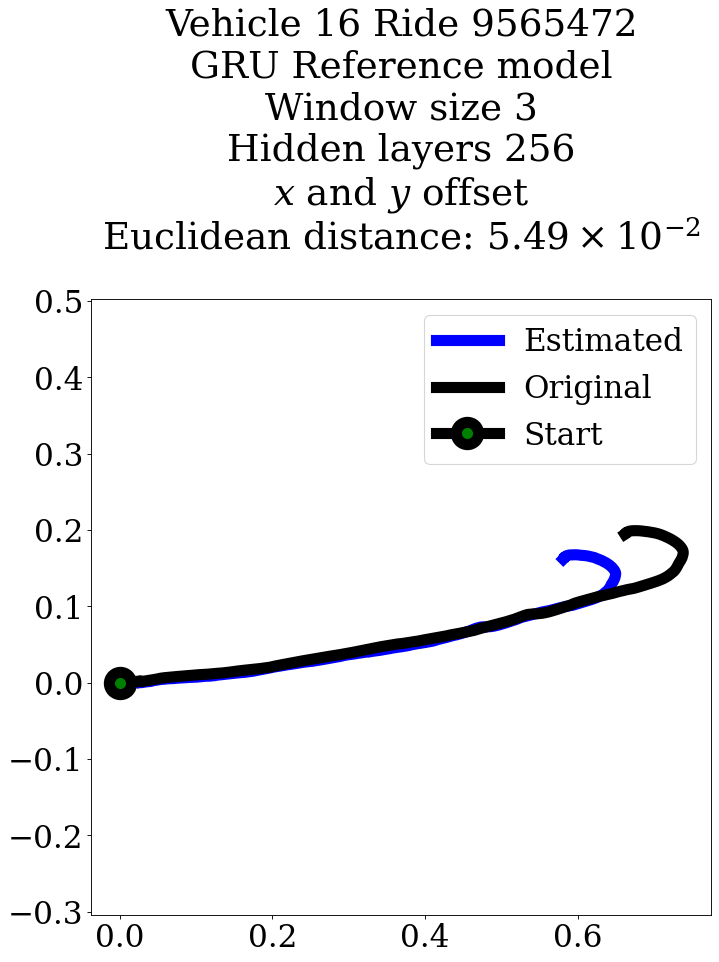 Vehicle 16 Ride 9565472
GRU Reference model
Window size 3
Hidden layers 256
x and y offset
Euclidean distance: 5.49 × 10⁻²
Estimated
Original
Start
0.5
0.4
0.3
0.2
0.1
0.0
−0.1
−0.2
−0.3
0.0 0.2 0.4 0.6